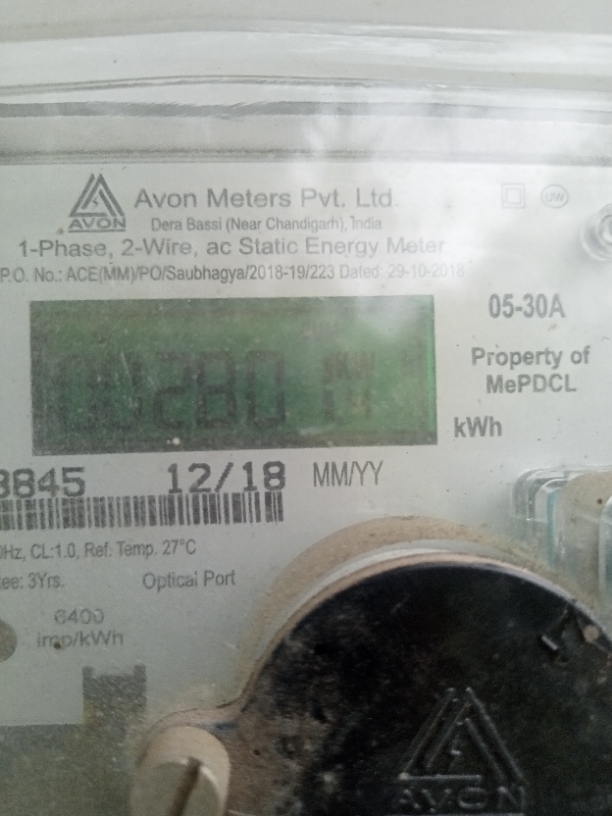 AVON
Avon Meters Pvt. Ltd.
Dera Bassi (Near Chandigarh), India
1-Phase, 2-Wire, ac Static Energy Meter
P.O. No.: ACE(MM)/PO/Saubhagya/2018-19/223 Dated: 29-10-2018
05-30A
Property of
MePDCL
00280
kWh
3845 12/18 MM/YY
Hz, CL:1.0, Ref. Temp. 27°C
3Yrs. Optical Port
6400
imp/kWh
AVON